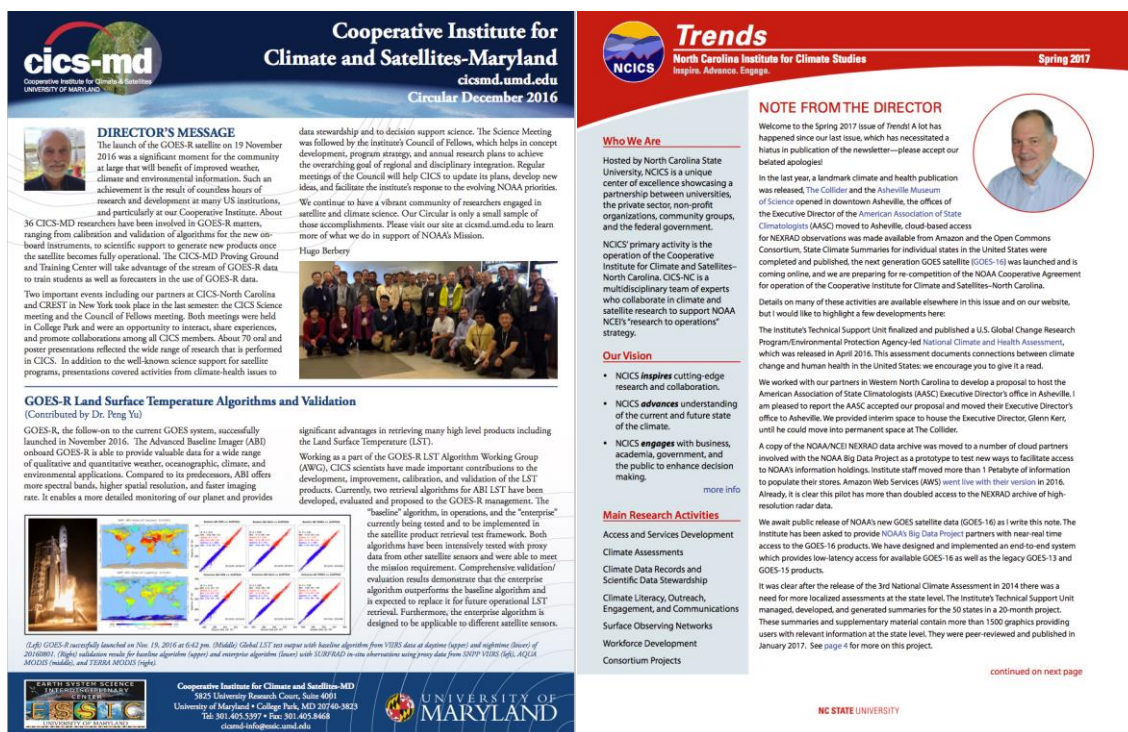 cics-md
Cooperative Institute for Climate & Satellites
UNIVERSITY OF MARYLAND
Cooperative Institute for
Climate and Satellites-Maryland
cicsmd.umd.edu
Circular December 2016
DIRECTOR'S MESSAGE
The launch of the GOES-R satellite on 19 November
2016 was a significant moment for the community
at large that will benefit of improved weather,
climate and environmental information. Such an
achievement is the result of countless hours of
research and development at many US institutions,
and particularly at our Cooperative Institute. About
36 CICS-MD researchers have been involved in GOES-R matters,
ranging from calibration and validation of algorithms for the new on-
board instruments, to scientific support to generate new products once
the satellite becomes fully operational. The CICS-MD Proving Ground
and Training Center will take advantage of the stream of GOES-R data
to train students as well as forecasters in the use of GOES-R data.
Two important events including our partners at CICS-North Carolina
and CREST in New York took place in the last semester: the CICS Science
meeting and the Council of Fellows meeting. Both meetings were held
in College Park and were an opportunity to interact, share experiences,
and promote collaborations among all CICS members. About 70 oral and
poster presentations reflected the wide range of research that is performed
in CICS. In addition to the well-known science support for satellite
programs, presentations covered activities from climate-health issues to
data stewardship and to decision support science. The Science Meeting
was followed by the institute's Council of Fellows, which helps in concept
development, program strategy, and annual research plans to achieve
the overarching goal of regional and disciplinary integration. Regular
meetings of the Council will help CICS to update its plans, develop new
ideas, and facilitate the institute's response to the evolving NOAA priorities.
We continue to have a vibrant community of researchers engaged in
satellite and climate science. Our Circular is only a small sample of
those accomplishments. Please visit our site at cicsmd.umd.edu to learn
more of what we do in support of NOAA's Mission.
Hugo Berbery
GOES-R Land Surface Temperature Algorithms and Validation
(Contributed by Dr. Peng Yu)
GOES-R, the follow-on to the current GOES system, successfully
launched in November 2016. The Advanced Baseline Imager (ABI)
onboard GOES-R is able to provide valuable data for a wide range
of qualitative and quantitative weather, oceanographic, climate, and
environmental applications. Compared to its predecessors, ABI offers
more spectral bands, higher spatial resolution, and faster imaging
rate. It enables a more detailed monitoring of our planet and provides
significant advantages in retrieving many high level products including
the Land Surface Temperature (LST).
Working as a part of the GOES-R LST Algorithm Working Group
(AWG), CICS scientists have made important contributions to the
development, improvement, calibration, and validation of the LST
products. Currently, two retrieval algorithms for ABI LST have been
developed, evaluated and proposed to the GOES-R management. The
"baseline" algorithm, in operations, and the "enterprise"
currently being tested and to be implemented in
the satellite product retrieval test framework. Both
algorithms have been intensively tested with proxy
data from other satellite sensors and were able to meet
the mission requirement. Comprehensive validation/
evaluation results demonstrate that the enterprise
algorithm outperforms the baseline algorithm and
is expected to replace it for future operational LST
retrieval. Furthermore, the enterprise algorithm is
designed to be applicable to different satellite sensors.
(Left) GOES-R successfully launched on Nov. 19, 2016 at 6:42 pm. (Middle) Global LST test output with baseline algorithm from VIIRS data at daytime (upper) and nighttime (lower) of
20160801. (Right) validation results for baseline algorithm (upper) and enterprise algorithm (lower) with SURFRAD in-situ observations using proxy data from SNPP VIIRS (left), AQUA
MODIS (middle), and TERRA MODIS (right).
EARTH SYSTEM SCIENCE
INTERDISCIPLINARY
CENTER
ESSIC
UNIVERSITY OF MARYLAND
Cooperative Institute for Climate and Satellites-MD
5825 University Research Court, Suite 4001
University of Maryland • College Park, MD 20740-3823
Tel: 301.405.5397 • Fax: 301.405.8468
cicsmd-info@essic.umd.edu
UNIVERSITY OF
MARYLAND
NCICS
Trends
North Carolina Institute for Climate Studies
Inspire. Advance. Engage.
Spring 2017
Who We Are
Hosted by North Carolina State
University, NCICS is a unique
center of excellence showcasing a
partnership between universities,
the private sector, non-profit
organizations, community groups,
and the federal government.
NCICS' primary activity is the
operation of the Cooperative
Institute for Climate and Satellites–
North Carolina. CICS-NC is a
multidisciplinary team of experts
who collaborate in climate and
satellite research to support NOAA
NCEI's "research to operations"
strategy.
Our Vision
• NCICS inspires cutting-edge
research and collaboration.
• NCICS advances understanding
of the current and future state
of the climate.
• NCICS engages with business,
academia, government, and
the public to enhance decision
making.
more info
Main Research Activities
Access and Services Development
Climate Assessments
Climate Data Records and
Scientific Data Stewardship
Climate Literacy, Outreach,
Engagement, and Communications
Surface Observing Networks
Workforce Development
Consortium Projects
NOTE FROM THE DIRECTOR
Welcome to the Spring 2017 Issue of Trends! A lot has
happened since our last issue, which has necessitated a
hiatus in publication of the newsletter—please accept our
belated apologies!
In the last year, a landmark climate and health publication
was released, The Collider and the Asheville Museum
of Science opened in downtown Asheville, the offices of
the Executive Director of the American Association of State
Climatologists (AASC) moved to Asheville, cloud-based access
for NEXRAD observations was made available from Amazon and the Open Commons
Consortium, State Climate Summaries for individual states in the United States were
completed and published, the next generation GOES satellite (GOES-16) was launched and is
coming online, and we are preparing for re-competition of the NOAA Cooperative Agreement
for operation of the Cooperative Institute for Climate and Satellites–North Carolina.
Details on many of these activities are available elsewhere in this issue and on our website,
but I would like to highlight a few developments here:
The Institute's Technical Support Unit finalized and published a U.S. Global Change Research
Program/Environmental Protection Agency-led National Climate and Health Assessment,
which was released in April 2016. This assessment documents connections between climate
change and human health in the United States: we encourage you to give it a read.
We worked with our partners in Western North Carolina to develop a proposal to host the
American Association of State Climatologists (AASC) Executive Director's office in Asheville. I
am pleased to report the AASC accepted our proposal and moved their Executive Director's
office to Asheville. We provided interim space to house the Executive Director, Glenn Kerr,
until he could move into permanent space at The Collider.
A copy of the NOAA/NCEI NEXRAD data archive was moved to a number of cloud partners
involved with the NOAA Big Data Project as a prototype to test new ways to facilitate access
to NOAA's information holdings. Institute staff moved more than 1 Petabyte of information
to populate their stores. Amazon Web Services (AWS) went live with their version in 2016.
Already, it is clear this pilot has more than doubled access to the NEXRAD archive of high-
resolution radar data.
We await public release of NOAA's new GOES satellite data (GOES-16) as I write this note. The
Institute has been asked to provide NOAA's Big Data Project partners with near-real time
access to the GOES-16 products. We have designed and implemented an end-to-end system
which provides low-latency access for available GOES-16 as well as the legacy GOES-13 and
GOES-15 products.
It was clear after the release of the 3rd National Climate Assessment in 2014 there was a
need for more localized assessments at the state level. The Institute's Technical Support Unit
managed, developed, and generated summaries for the 50 states in a 20-month project.
These summaries and supplementary material contain more than 1500 graphics providing
users with relevant information at the state level. They were peer-reviewed and published in
January 2017. See page 4 for more on this project.
continued on next page
NC STATE UNIVERSITY